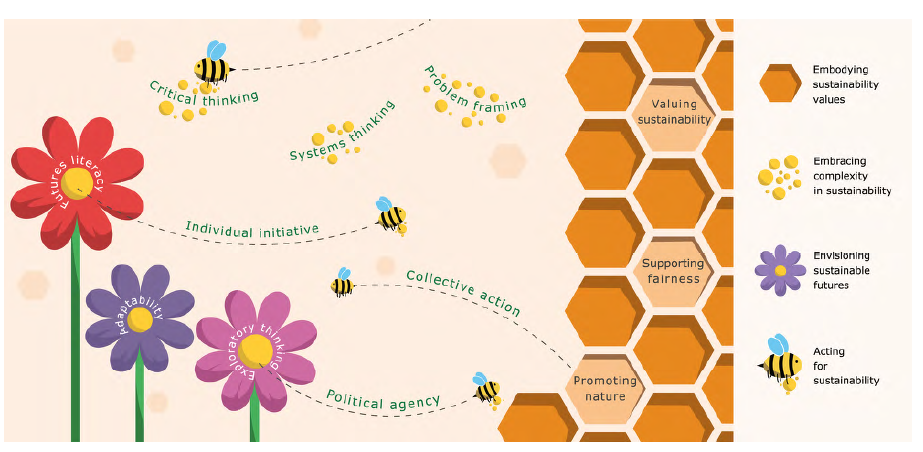 Critical thinking
Systems thinking
Problem framing
Futures literacy
Individual initiative
Adaptability
Exploratory thinking
Collective action
Political agency
Valuing
sustainability
Supporting
fairness
Promoting
nature
Embodying
sustainability
values
Embracing
complexity
in sustainability
Envisioning
sustainable
futures
Acting
for
sustainability